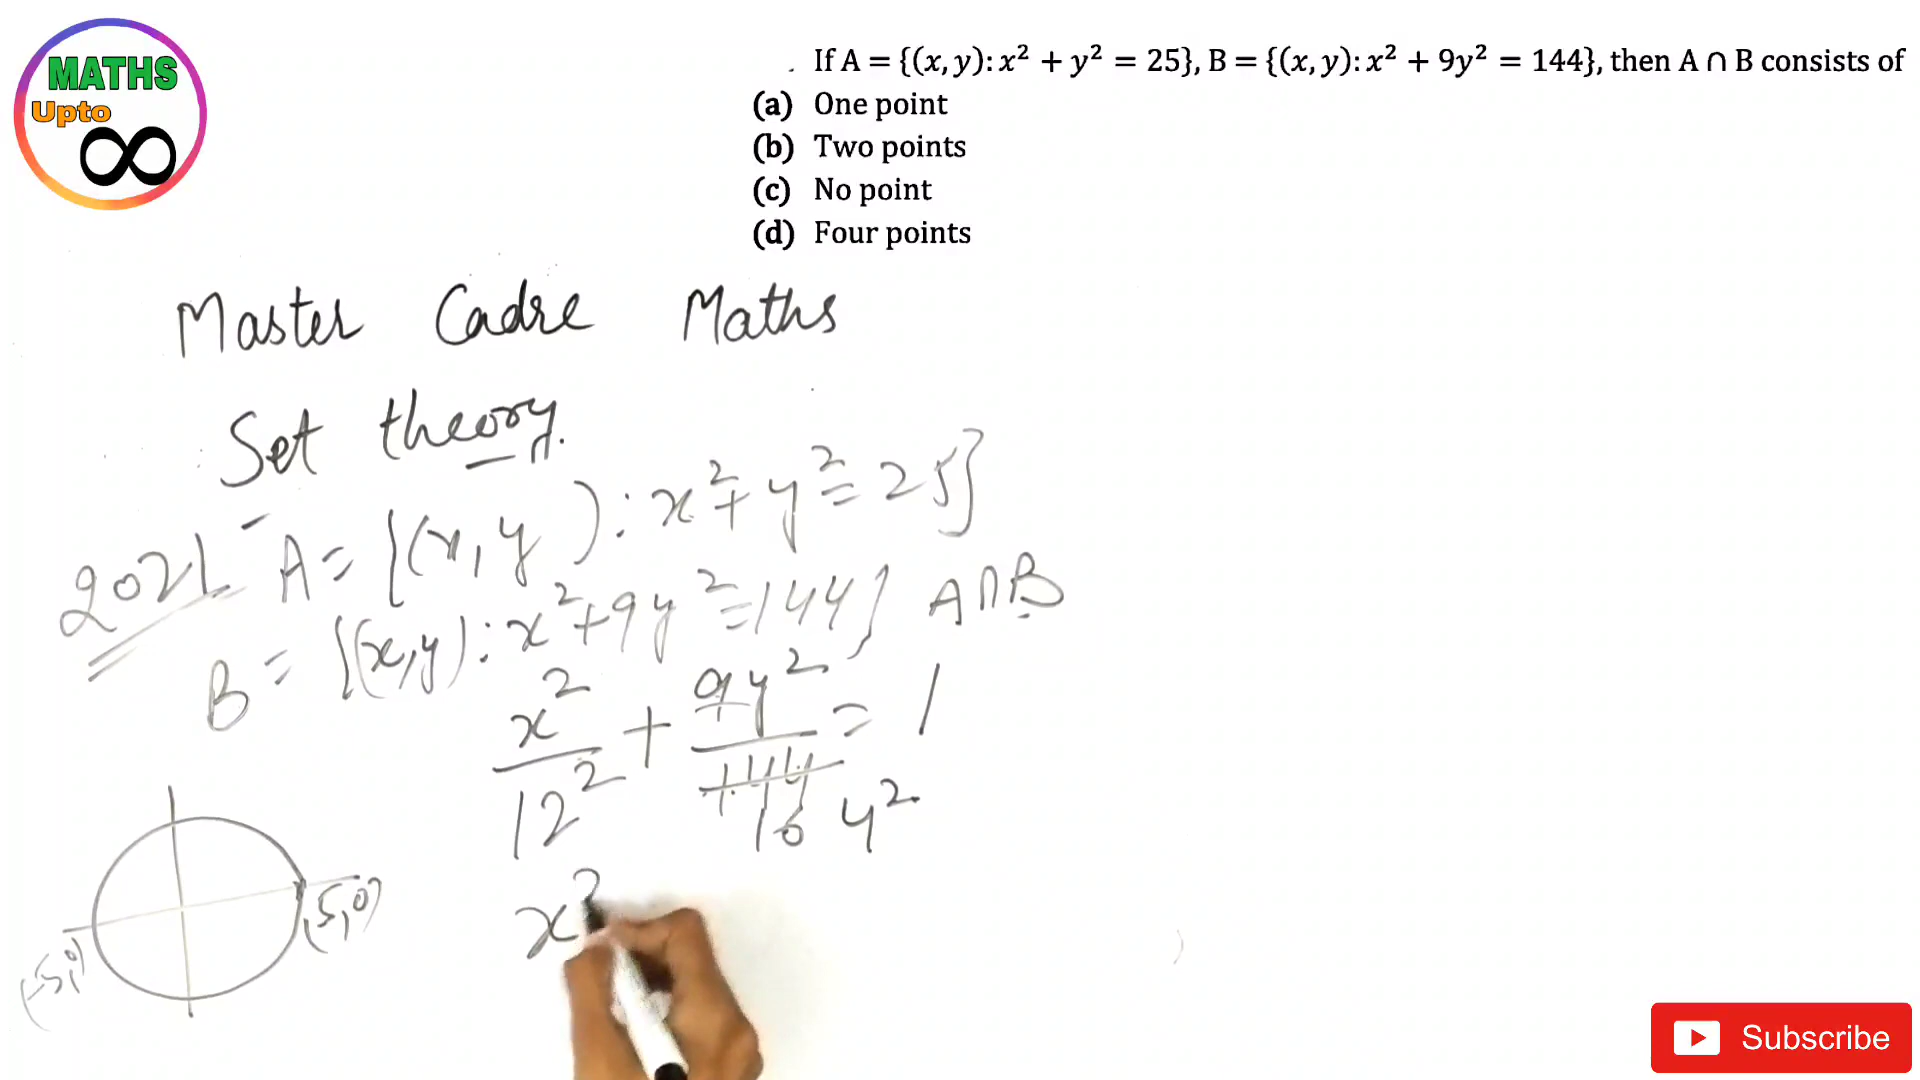 MATHS
Upto
∞
. If A = {(x, y): x² + y² = 25}, B = {(x, y): x² + 9y² = 144}, then A ∩ B consists of
(a) One point
(b) Two points
(c) No point
(d) Four points
Master Cadre Maths
Set theory.
2021
A = {(x, y): x² + y² = 25}
B = {(x, y): x² + 9y² = 144} A∩B
x²/12² + 9y²/144 = 1
16 y²
x²
(5,0)
(-5,0)
Subscribe